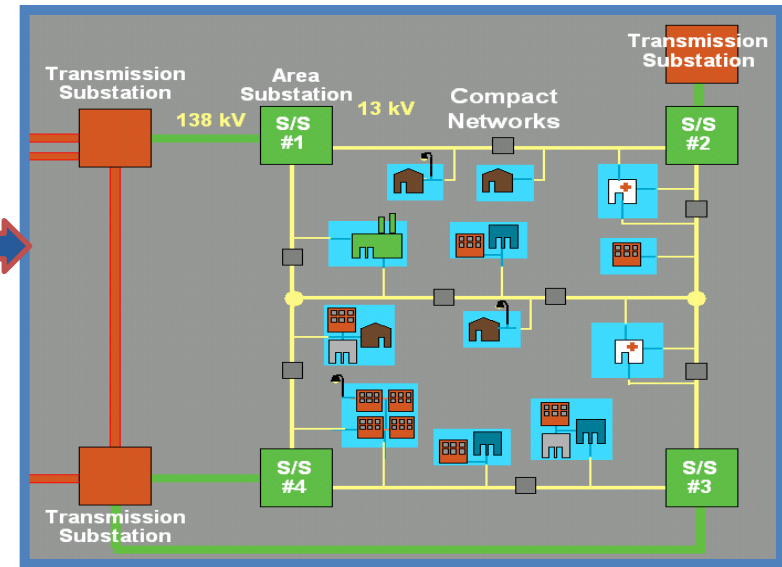 Transmission
Substation
Area
Substation
138 kV
13 kV
Compact
Networks
Transmission
Substation
S/S
#1
S/S
#2
S/S
#4
S/S
#3
Transmission
Substation